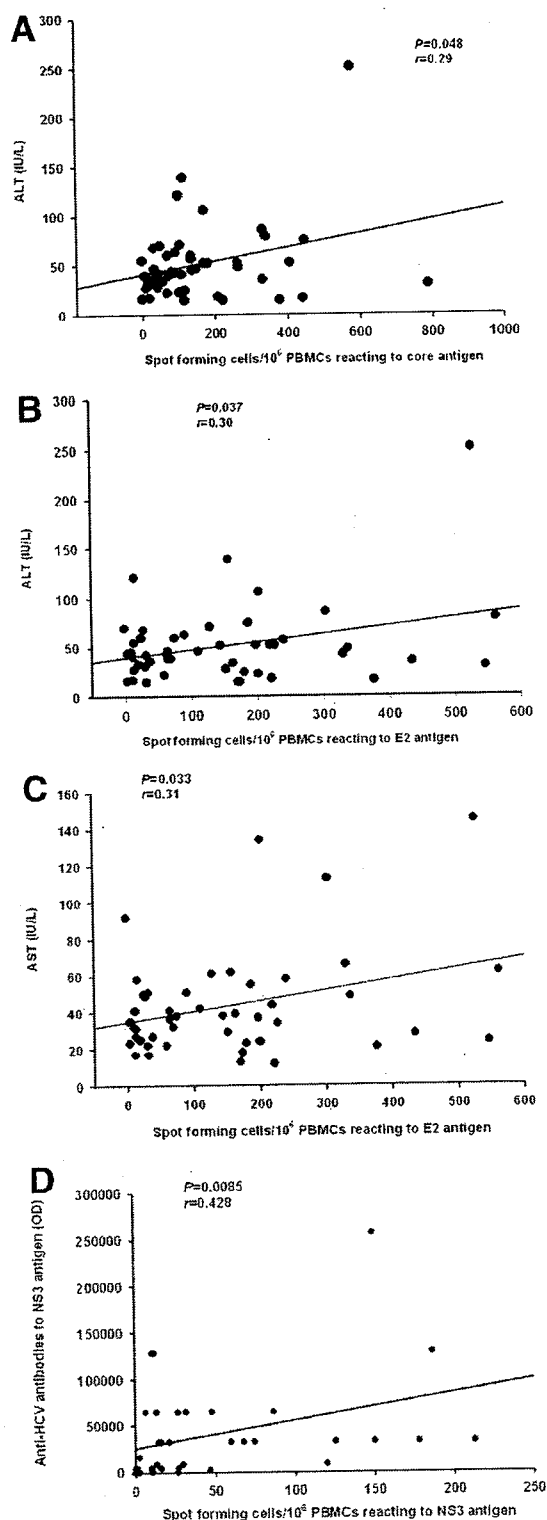 A
P=0.048
r=0.29
300
250
200
150
100
50
0
ALT (IU/L)
0 200 400 600 800 1000
Spot forming cells/10⁶ PBMCs reacting to core antigen
B
P=0.037
r=0.30
300
250
200
150
100
50
0
ALT (IU/L)
0 100 200 300 400 500 600
Spot forming cells/10⁶ PBMCs reacting to E2 antigen
C
P=0.033
r=0.31
160
140
120
100
80
60
40
20
0
AST (IU/L)
0 100 200 300 400 500 600
Spot forming cells/10⁶ PBMCs reacting to E2 antigen
D
P=0.0085
r=0.428
300000
250000
200000
150000
100000
50000
0
Anti-HCV antibodies to NS3 antigen (OD)
0 50 100 150 200 250
Spot forming cells/10⁶ PBMCs reacting to NS3 antigen